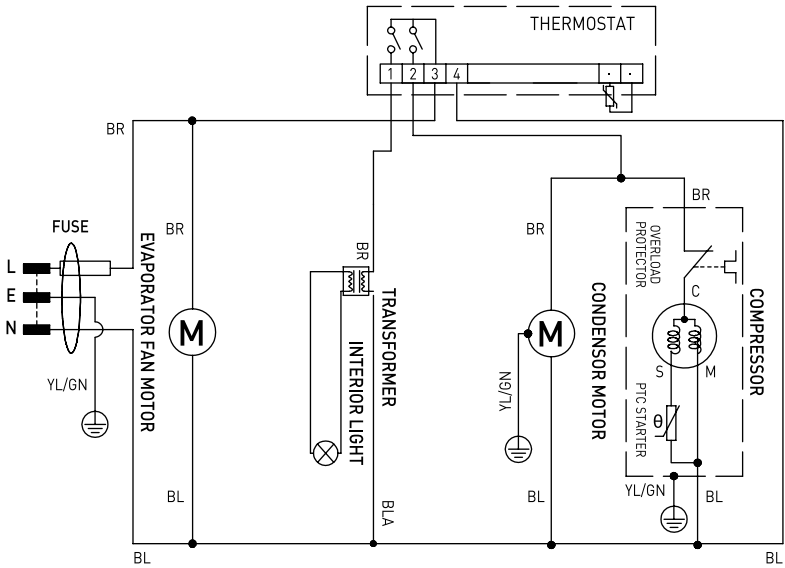 THERMOSTAT
1 2 3 4
BR
FUSE
L
E
N
YL/GN
EVAPORATOR FAN MOTOR
BR
M
BL
BR
TRANSFORMER
INTERIOR LIGHT
BLA
BR
M
CONDENSOR MOTOR
YL/GN
BL
BR
OVERLOAD
PROTECTOR
C
COMPRESSOR
S
M
PTC STARTER
θ
YL/GN
BL
BL
BL